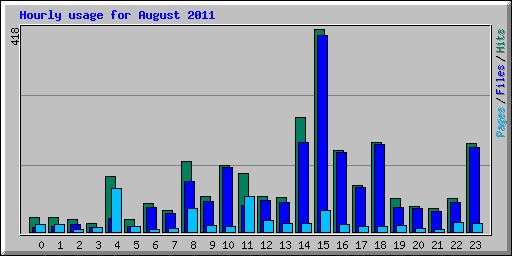 Hourly usage for August 2011
418
Pages / Files / Hits
0 1 2 3 4 5 6 7 8 9 10 11 12 13 14 15 16 17 18 19 20 21 22 23